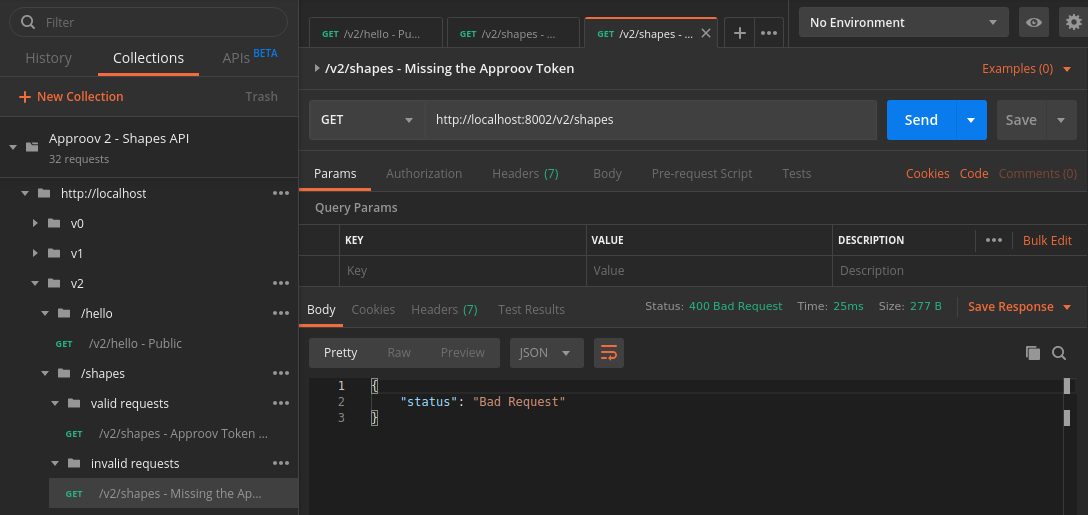 Filter
History Collections APIs BETA
+ New Collection Trash
Approov 2 - Shapes API
32 requests
http://localhost •••
v0
v1
v2 •••
/hello •••
GET /v2/hello - Public
/shapes •••
valid requests •••
GET /v2/shapes - Approov Token ...
invalid requests •••
GET /v2/shapes - Missing the Ap...
GET /v2/hello - Pu... GET /v2/shapes - ... GET /v2/shapes - ... No Environment
/v2/shapes - Missing the Approov Token Examples (0)
GET http://localhost:8002/v2/shapes Send Save
Params Authorization Headers (7) Body Pre-request Script Tests Cookies Code Comments (0)
Query Params
KEY VALUE DESCRIPTION ••• Bulk Edit
Key Value Description
Body Cookies Headers (7) Test Results Status: 400 Bad Request Time: 25ms Size: 277 B Save Response
Pretty Raw Preview JSON
1 {
2 "status": "Bad Request"
3 }